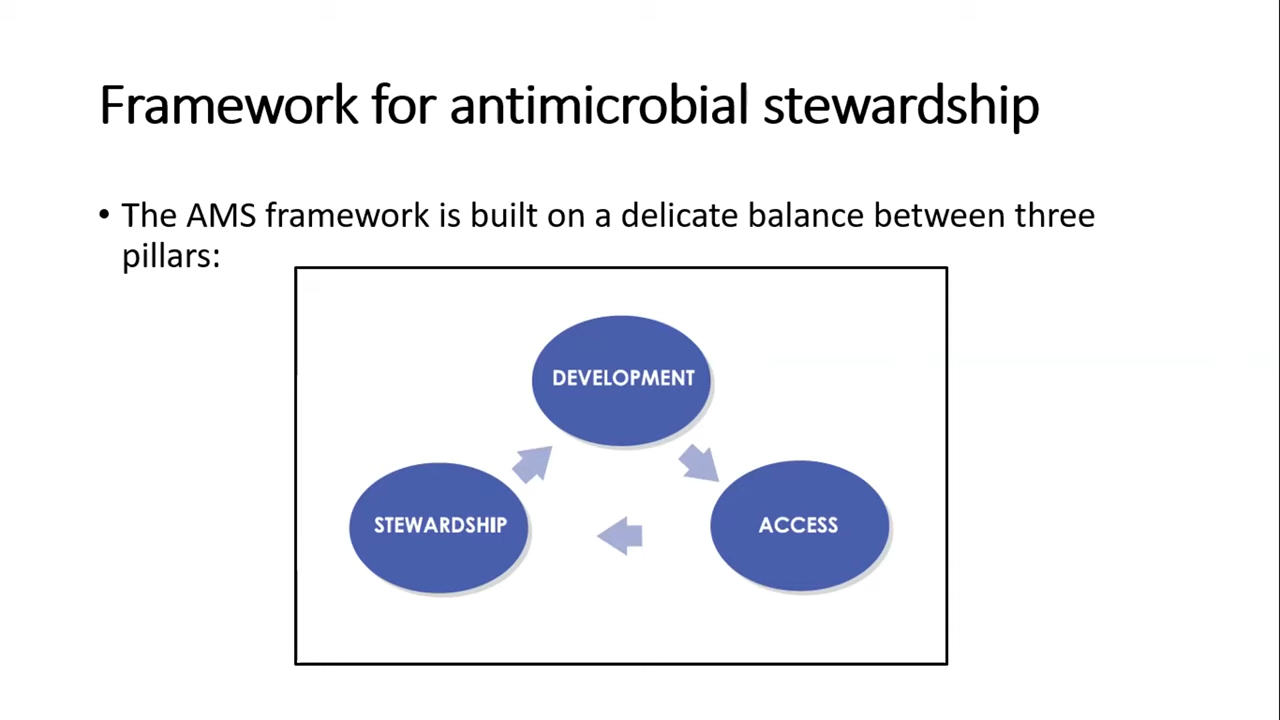 Framework for antimicrobial stewardship
• The AMS framework is built on a delicate balance between three
pillars:
DEVELOPMENT
STEWARDSHIP
ACCESS